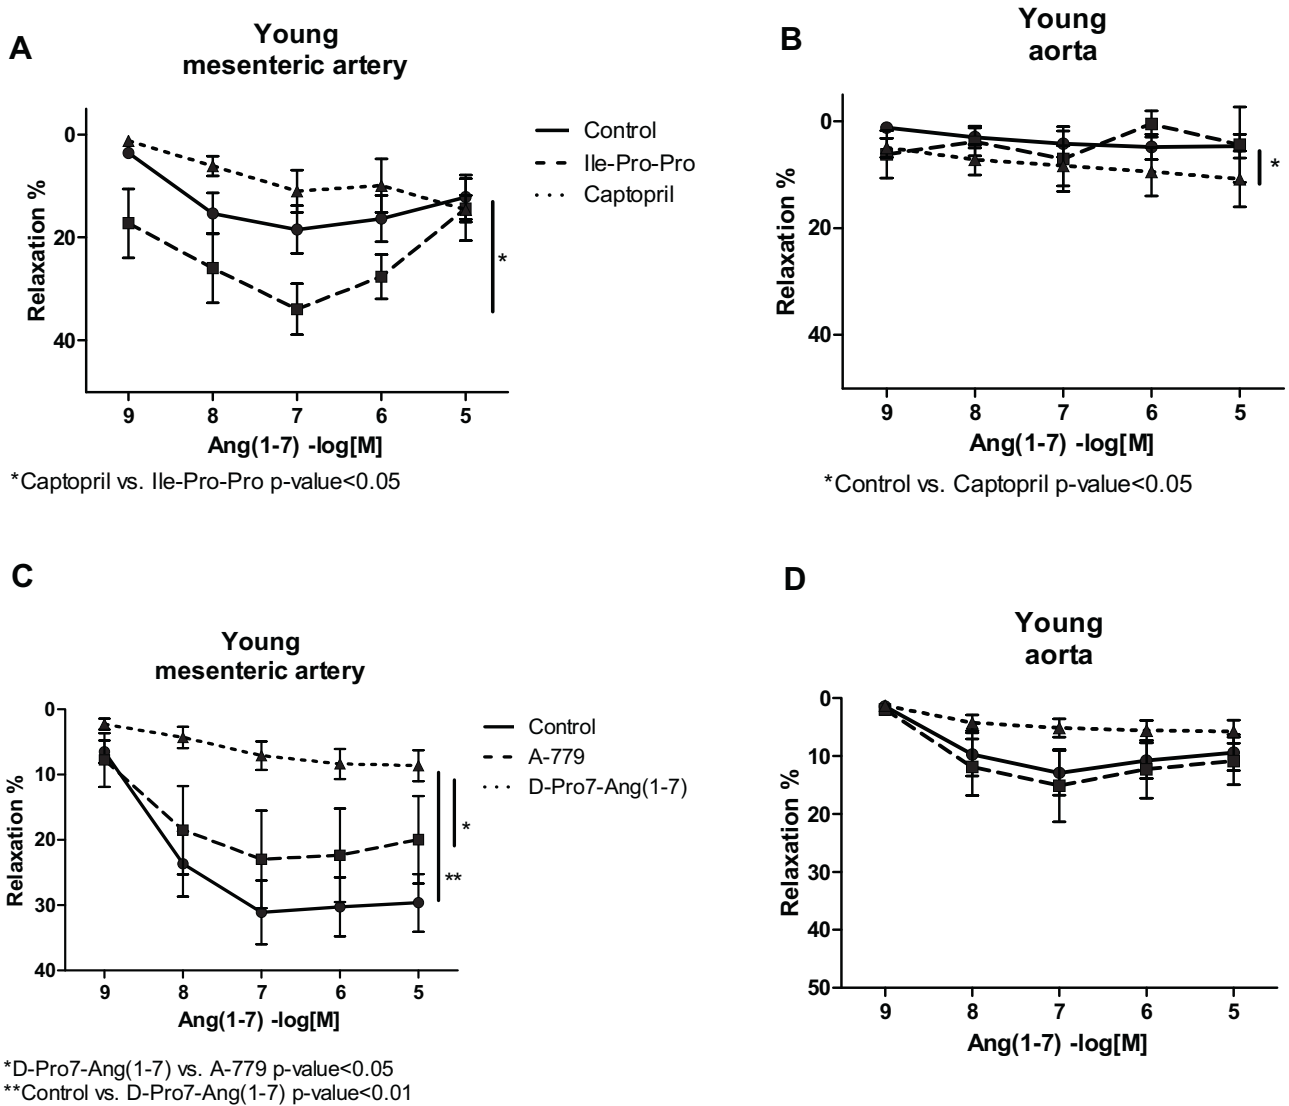 A
Young
mesenteric artery
0
20
40
Relaxation %
9 8 7 6 5
Ang(1-7) -log[M]
*
Control
Ile-Pro-Pro
Captopril
*Captopril vs. Ile-Pro-Pro p-value<0.05
B
Young
aorta
0
20
40
Relaxation %
9 8 7 6 5
Ang(1-7) -log[M]
*
*Control vs. Captopril p-value<0.05
C
Young
mesenteric artery
0
10
20
30
40
Relaxation %
9 8 7 6 5
Ang(1-7) -log[M]
*
**
Control
A-779
D-Pro7-Ang(1-7)
*D-Pro7-Ang(1-7) vs. A-779 p-value<0.05
**Control vs. D-Pro7-Ang(1-7) p-value<0.01
D
Young
aorta
0
10
20
30
40
50
Relaxation %
9 8 7 6 5
Ang(1-7) -log[M]